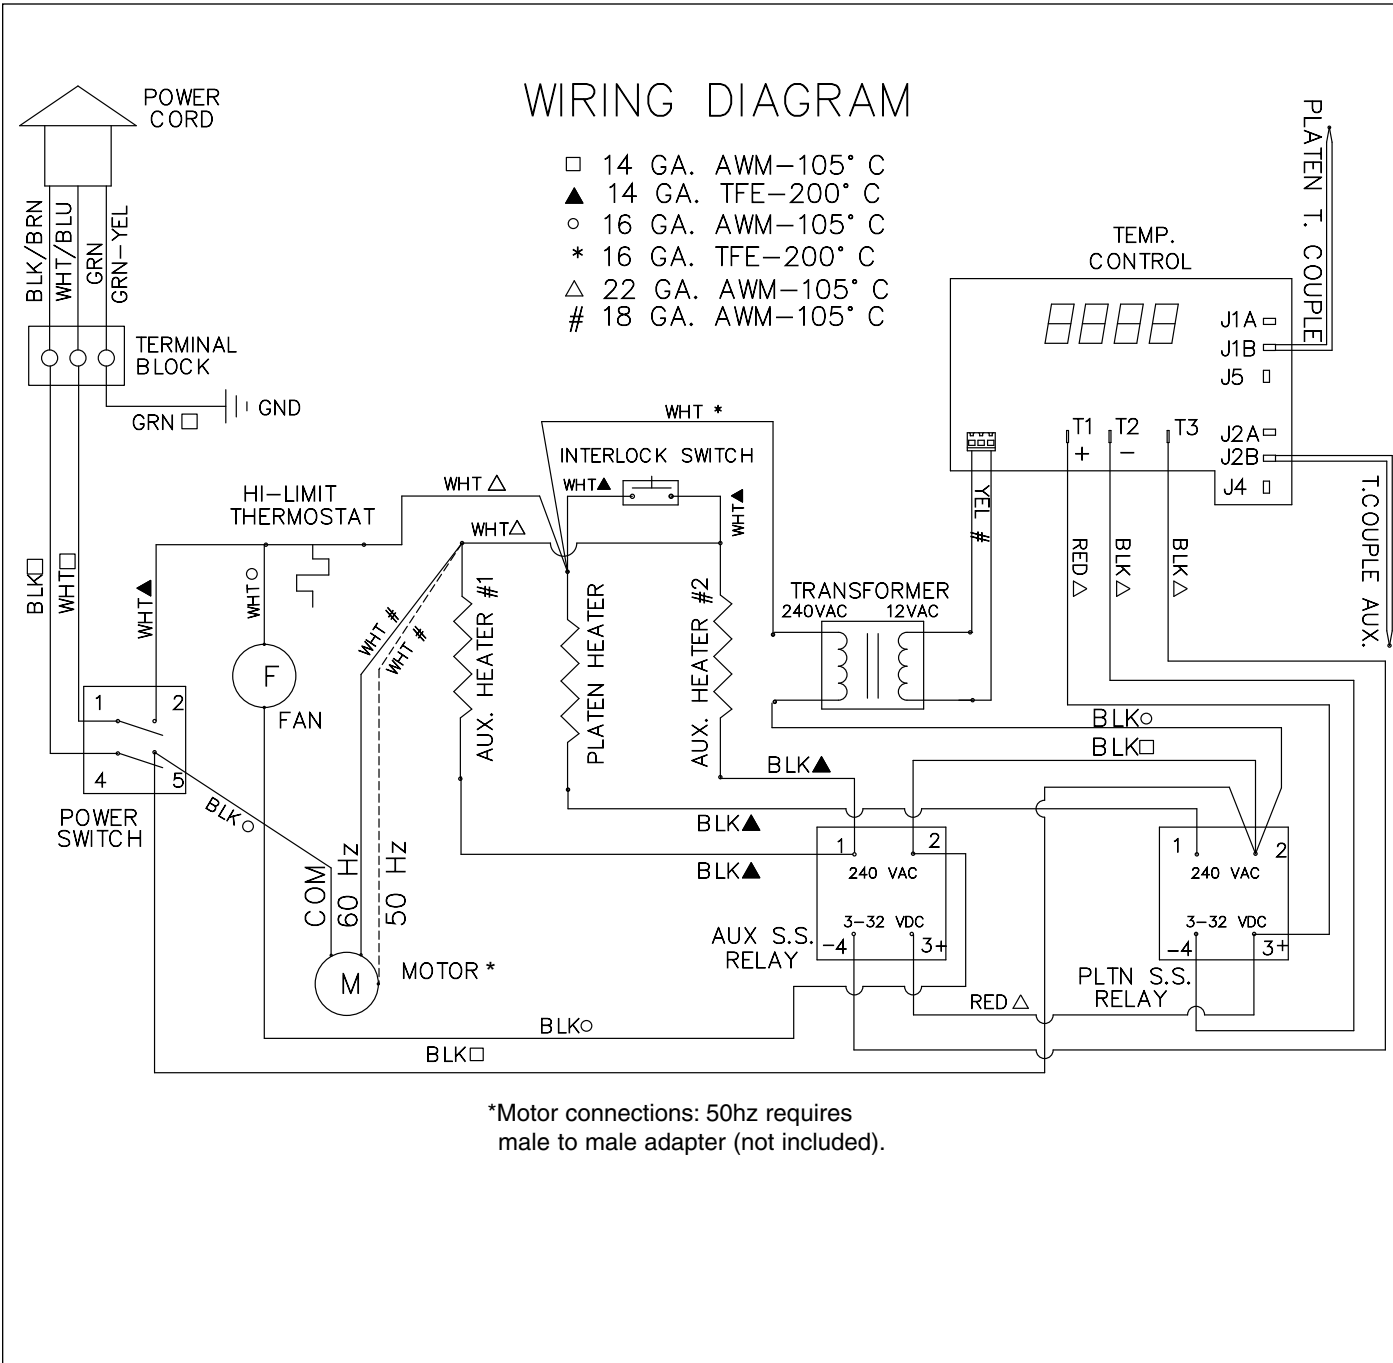 WIRING DIAGRAM
□ 14 GA. AWM-105° C
▲ 14 GA. TFE-200° C
○ 16 GA. AWM-105° C
* 16 GA. TFE-200° C
△ 22 GA. AWM-105° C
# 18 GA. AWM-105° C
POWER
CORD
BLK/BRN
WHT/BLU
GRN
GRN-YEL
TERMINAL
BLOCK
GRN □
GND
BLK□
WHT□
WHT▲
HI-LIMIT
THERMOSTAT
WHT○
F
FAN
1
2
4
5
POWER
SWITCH
BLK○
COM
60 Hz
50 Hz
M
MOTOR *
WHT #
WHT #
WHT △
WHT△
WHT *
INTERLOCK SWITCH
WHT▲
WHT▲
AUX. HEATER #1
PLATEN HEATER
AUX. HEATER #2
TRANSFORMER
240VAC
12VAC
YEL #
TEMP.
CONTROL
J1A
J1B
J5
J2A
J2B
J4
T1
+
T2
−
T3
PLATEN T. COUPLE
T.COUPLE AUX.
RED△
BLK△
BLK△
BLK○
BLK□
BLK▲
BLK▲
BLK▲
1
2
240 VAC
3-32 VDC
-4
3+
AUX S.S.
RELAY
1
2
240 VAC
3-32 VDC
-4
3+
PLTN S.S.
RELAY
RED △
BLK○
BLK□
*Motor connections: 50hz requires
male to male adapter (not included).